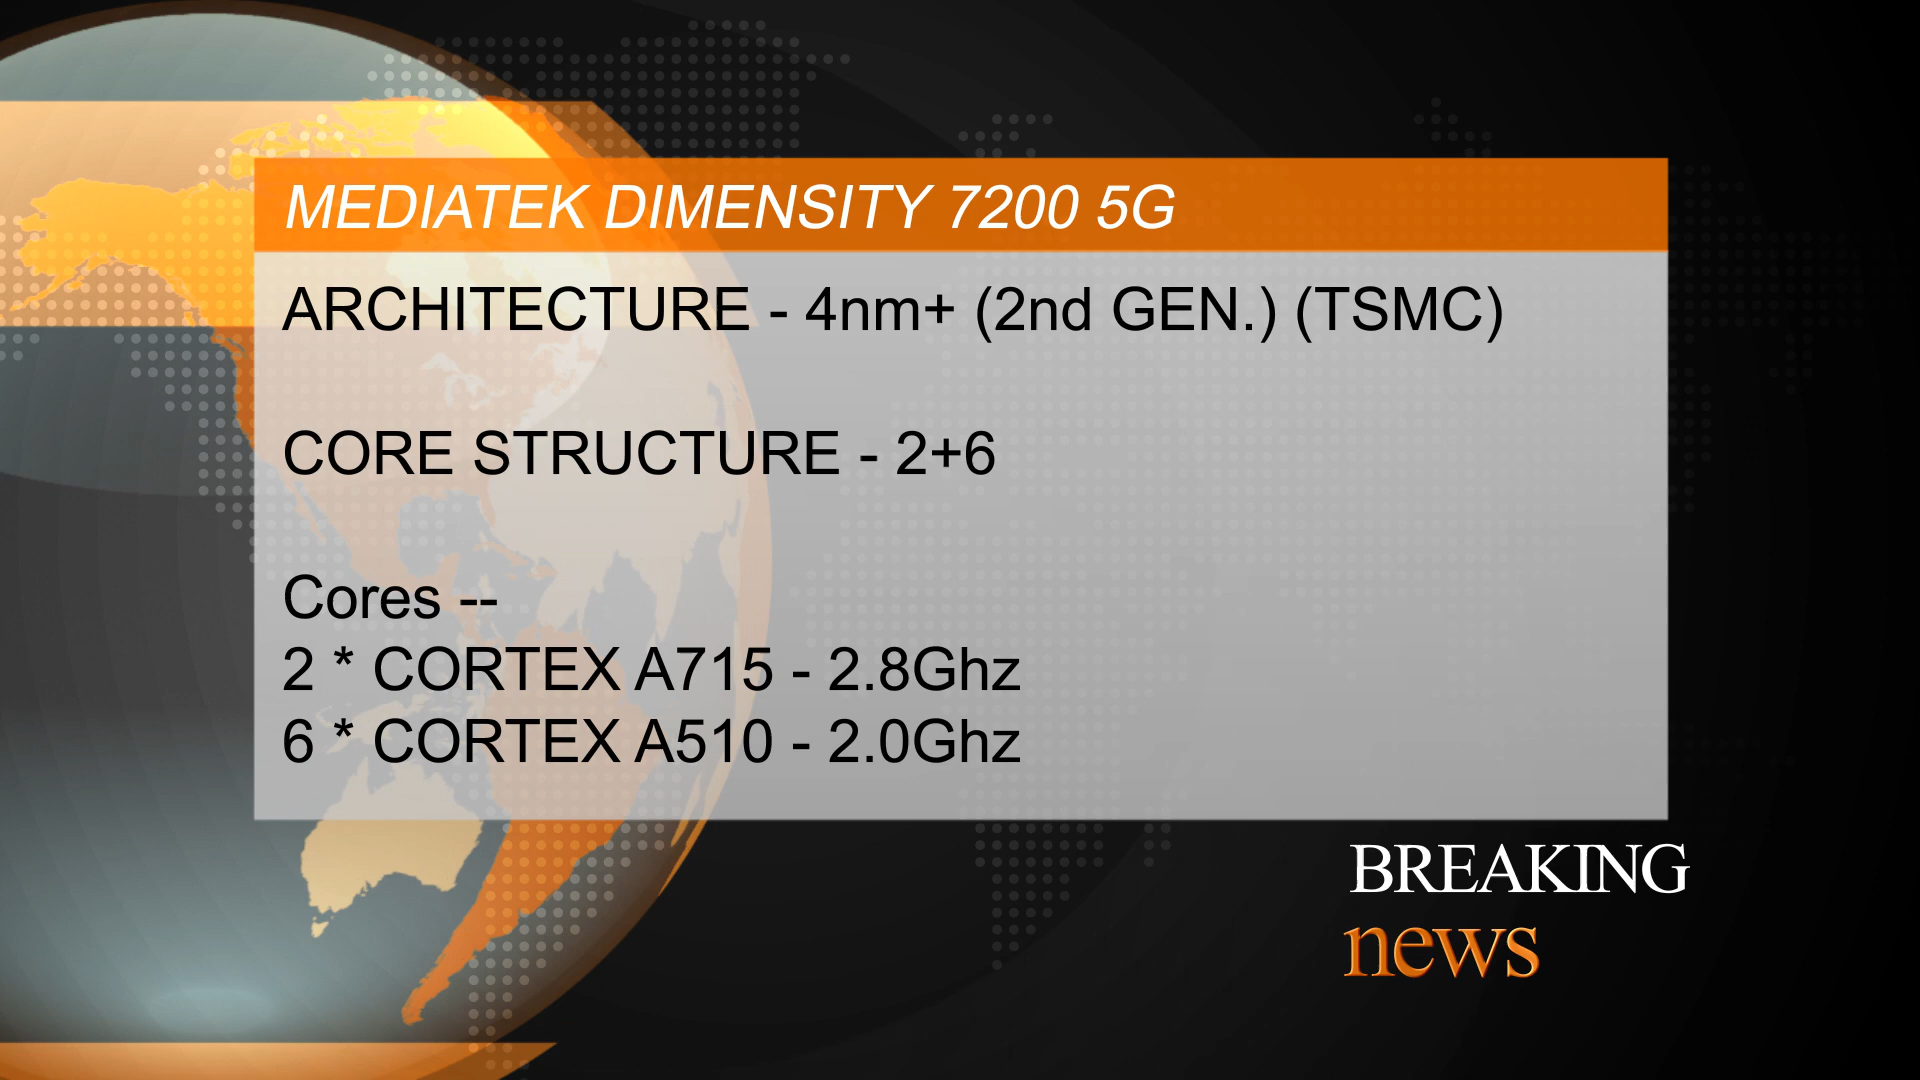 MEDIATEK DIMENSITY 7200 5G
ARCHITECTURE - 4nm+ (2nd GEN.) (TSMC)
CORE STRUCTURE - 2+6
Cores --
2 * CORTEX A715 - 2.8Ghz
6 * CORTEX A510 - 2.0Ghz
BREAKING
news